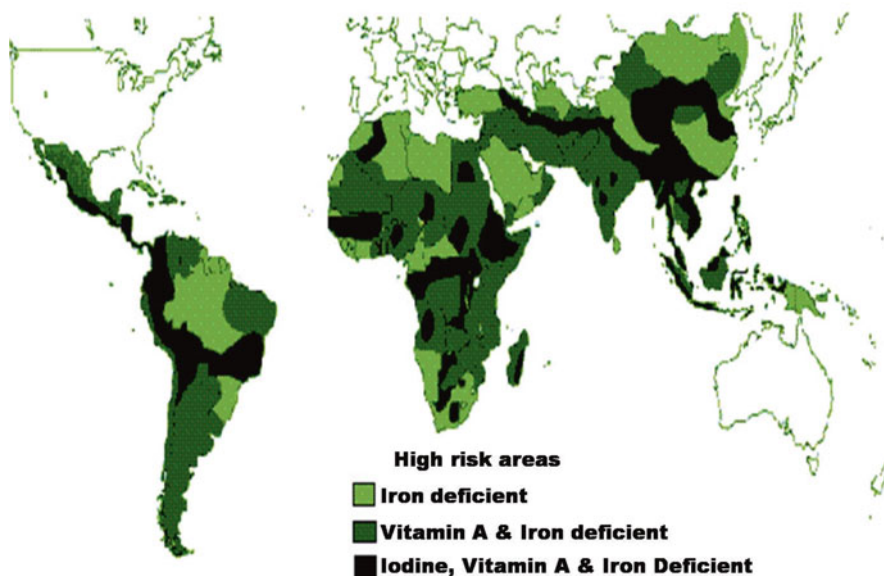 High risk areas
Iron deficient
Vitamin A & Iron deficient
Iodine, Vitamin A & Iron Deficient